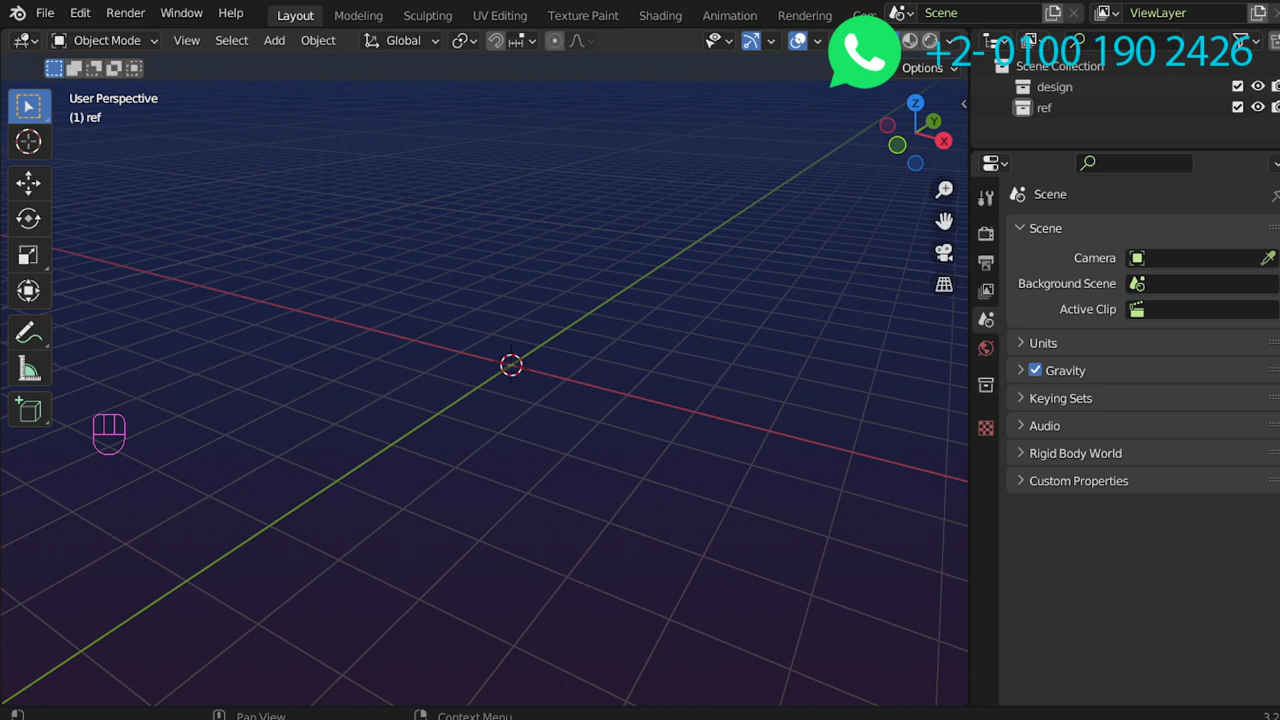 File Edit Render Window Help Layout Modeling Sculpting UV Editing Texture Paint Shading Animation Rendering Scene ViewLayer
Object Mode View Select Add Object Global
+2- 0100 190 2426
Options
Scene Collection
design
ref
User Perspective
(1) ref
Z
Y
X
Scene
Scene
Camera
Background Scene
Active Clip
Units
Gravity
Keying Sets
Audio
Rigid Body World
Custom Properties
Pan View Context Menu